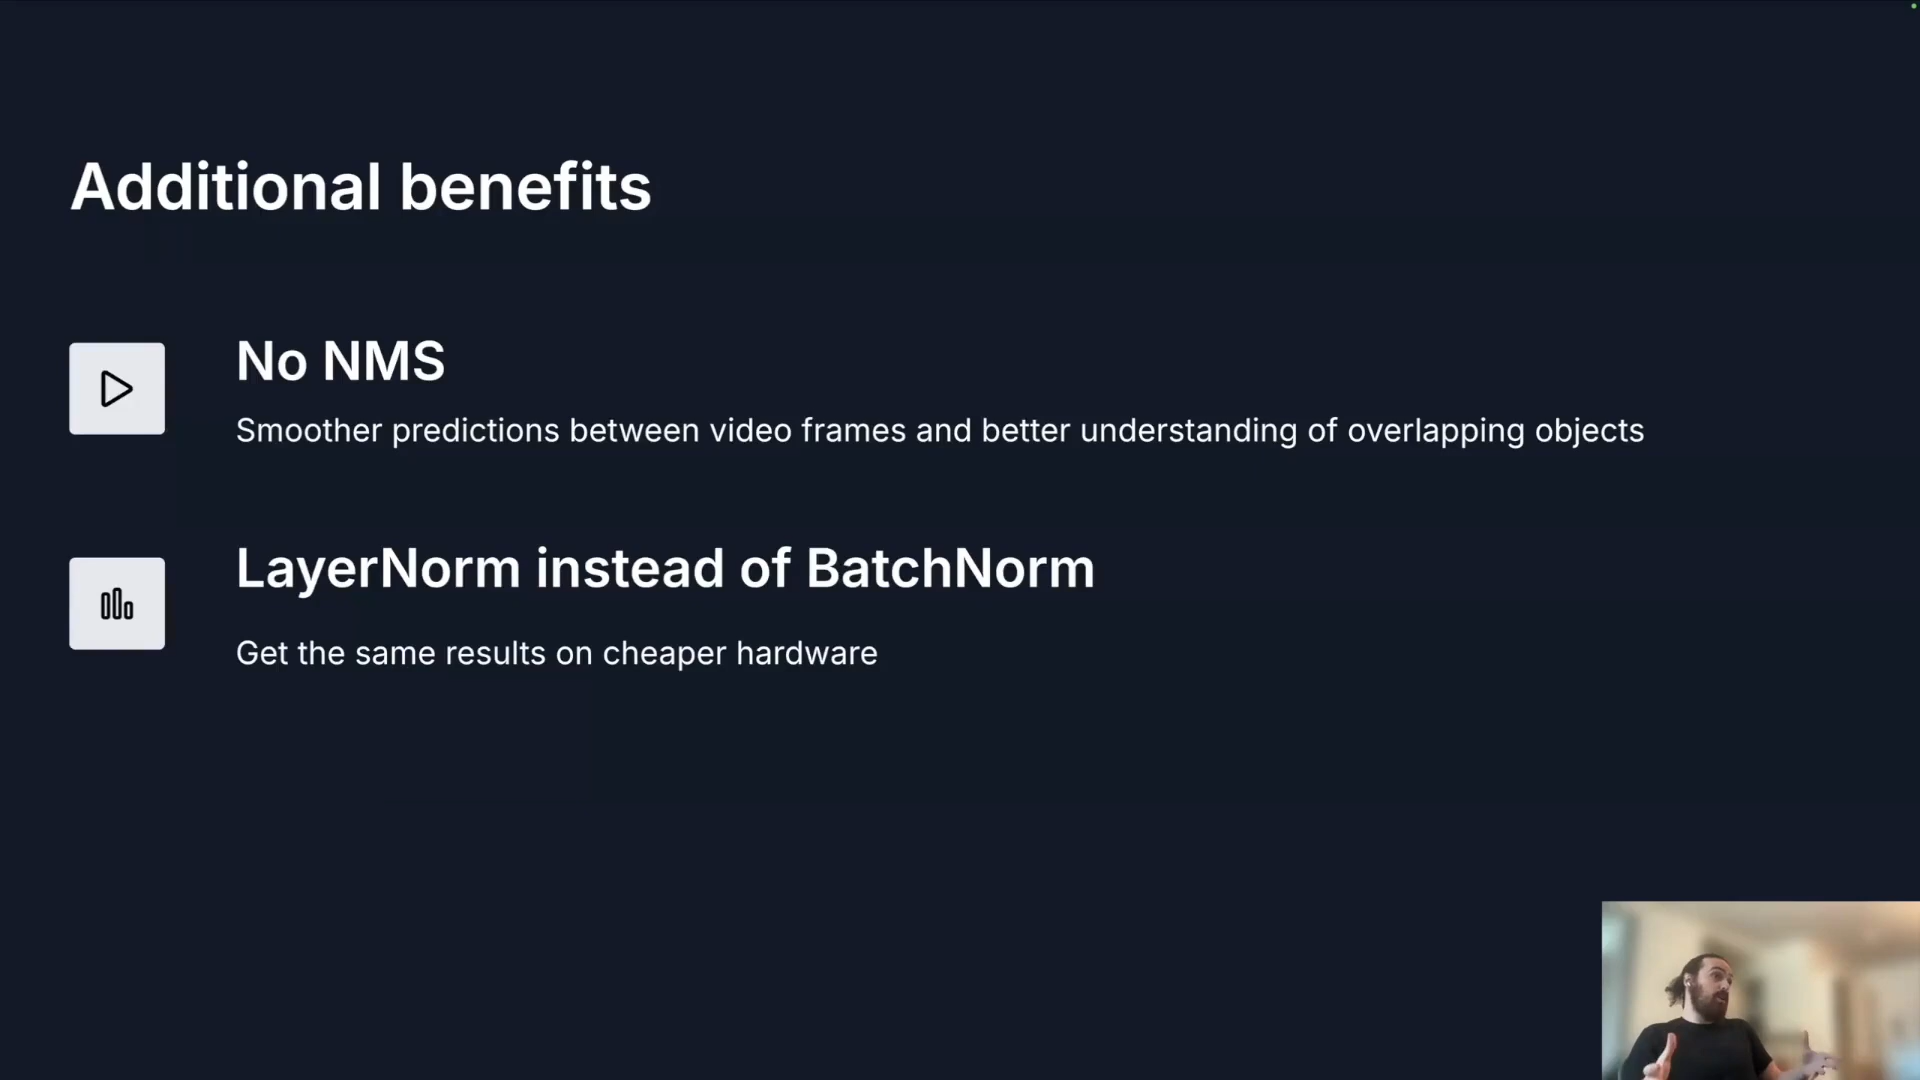 Additional benefits
No NMS
Smoother predictions between video frames and better understanding of overlapping objects
LayerNorm instead of BatchNorm
Get the same results on cheaper hardware